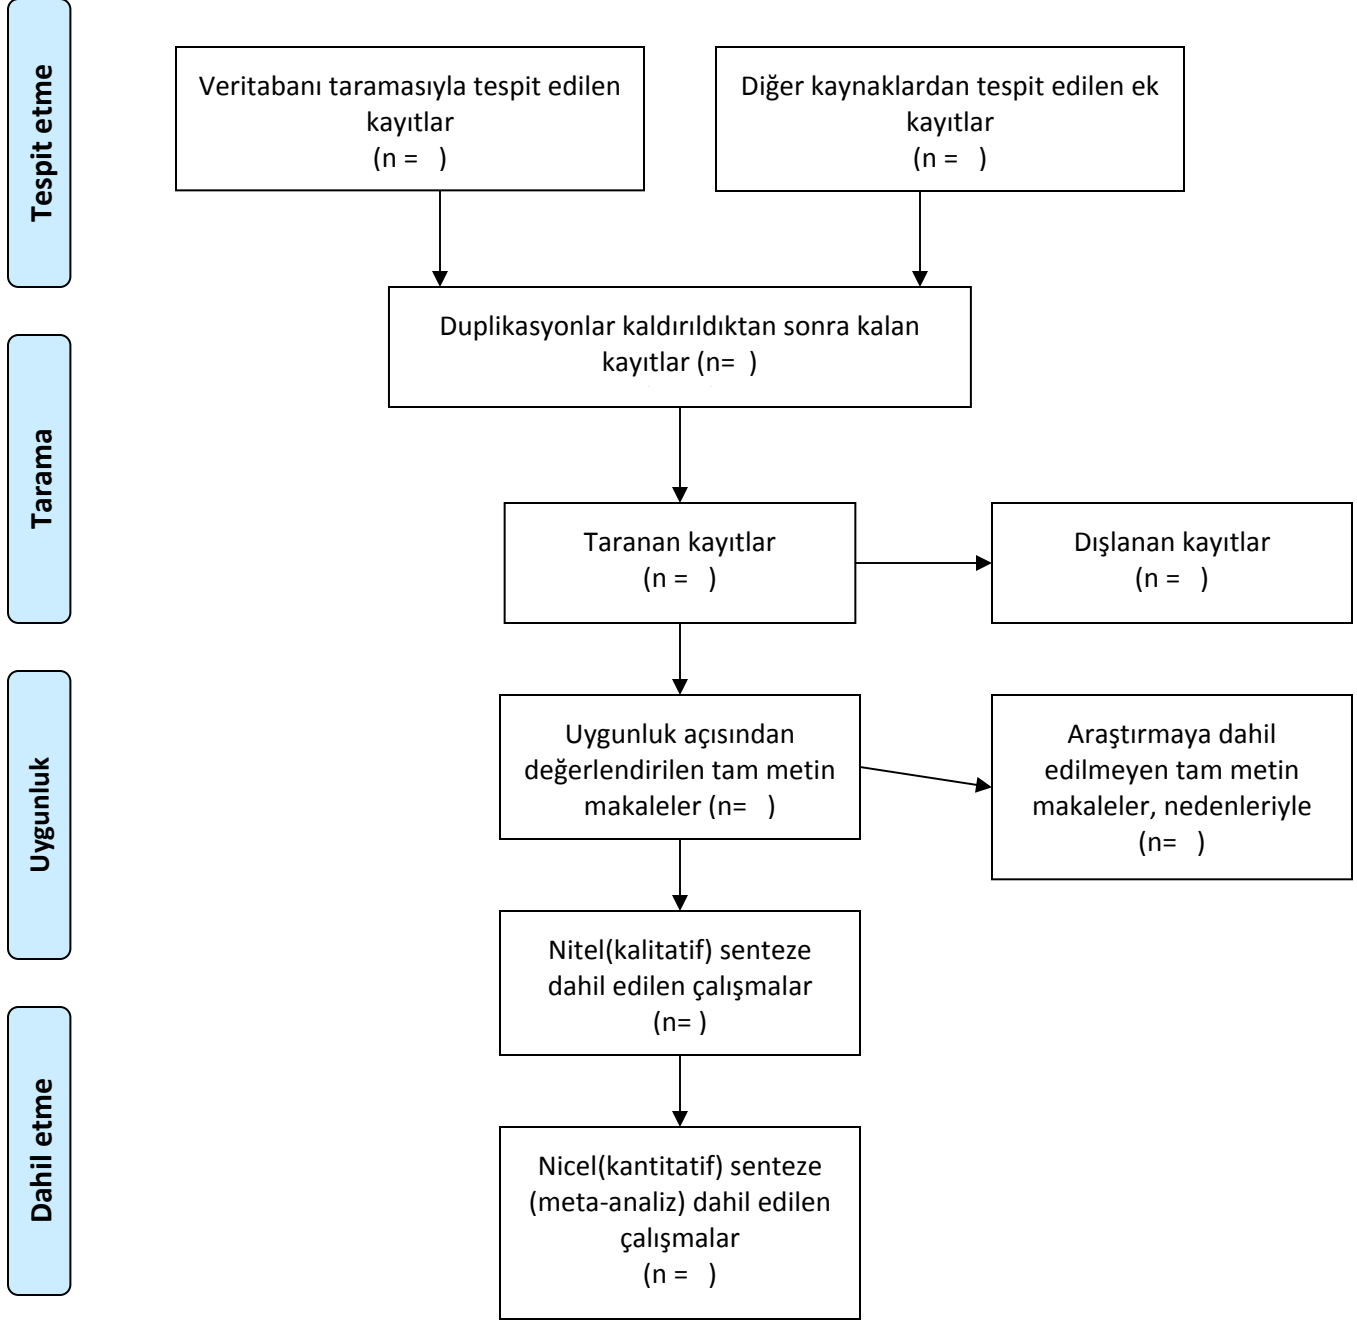 Tespit etme
Veritabanı taramasıyla tespit edilen
kayıtlar
(n =   )
Diğer kaynaklardan tespit edilen ek
kayıtlar
(n =   )
Duplikasyonlar kaldırıldıktan sonra kalan
kayıtlar (n=  )
Tarama
Taranan kayıtlar
(n =   )
Dışlanan kayıtlar
(n =   )
Uygunluk
Uygunluk açısından
değerlendirilen tam metin
makaleler (n=   )
Araştırmaya dahil
edilmeyen tam metin
makaleler, nedenleriyle
(n=   )
Nitel(kalitatif) senteze
dahil edilen çalışmalar
(n= )
Dahil etme
Nicel(kantitatif) senteze
(meta-analiz) dahil edilen
çalışmalar
(n =   )